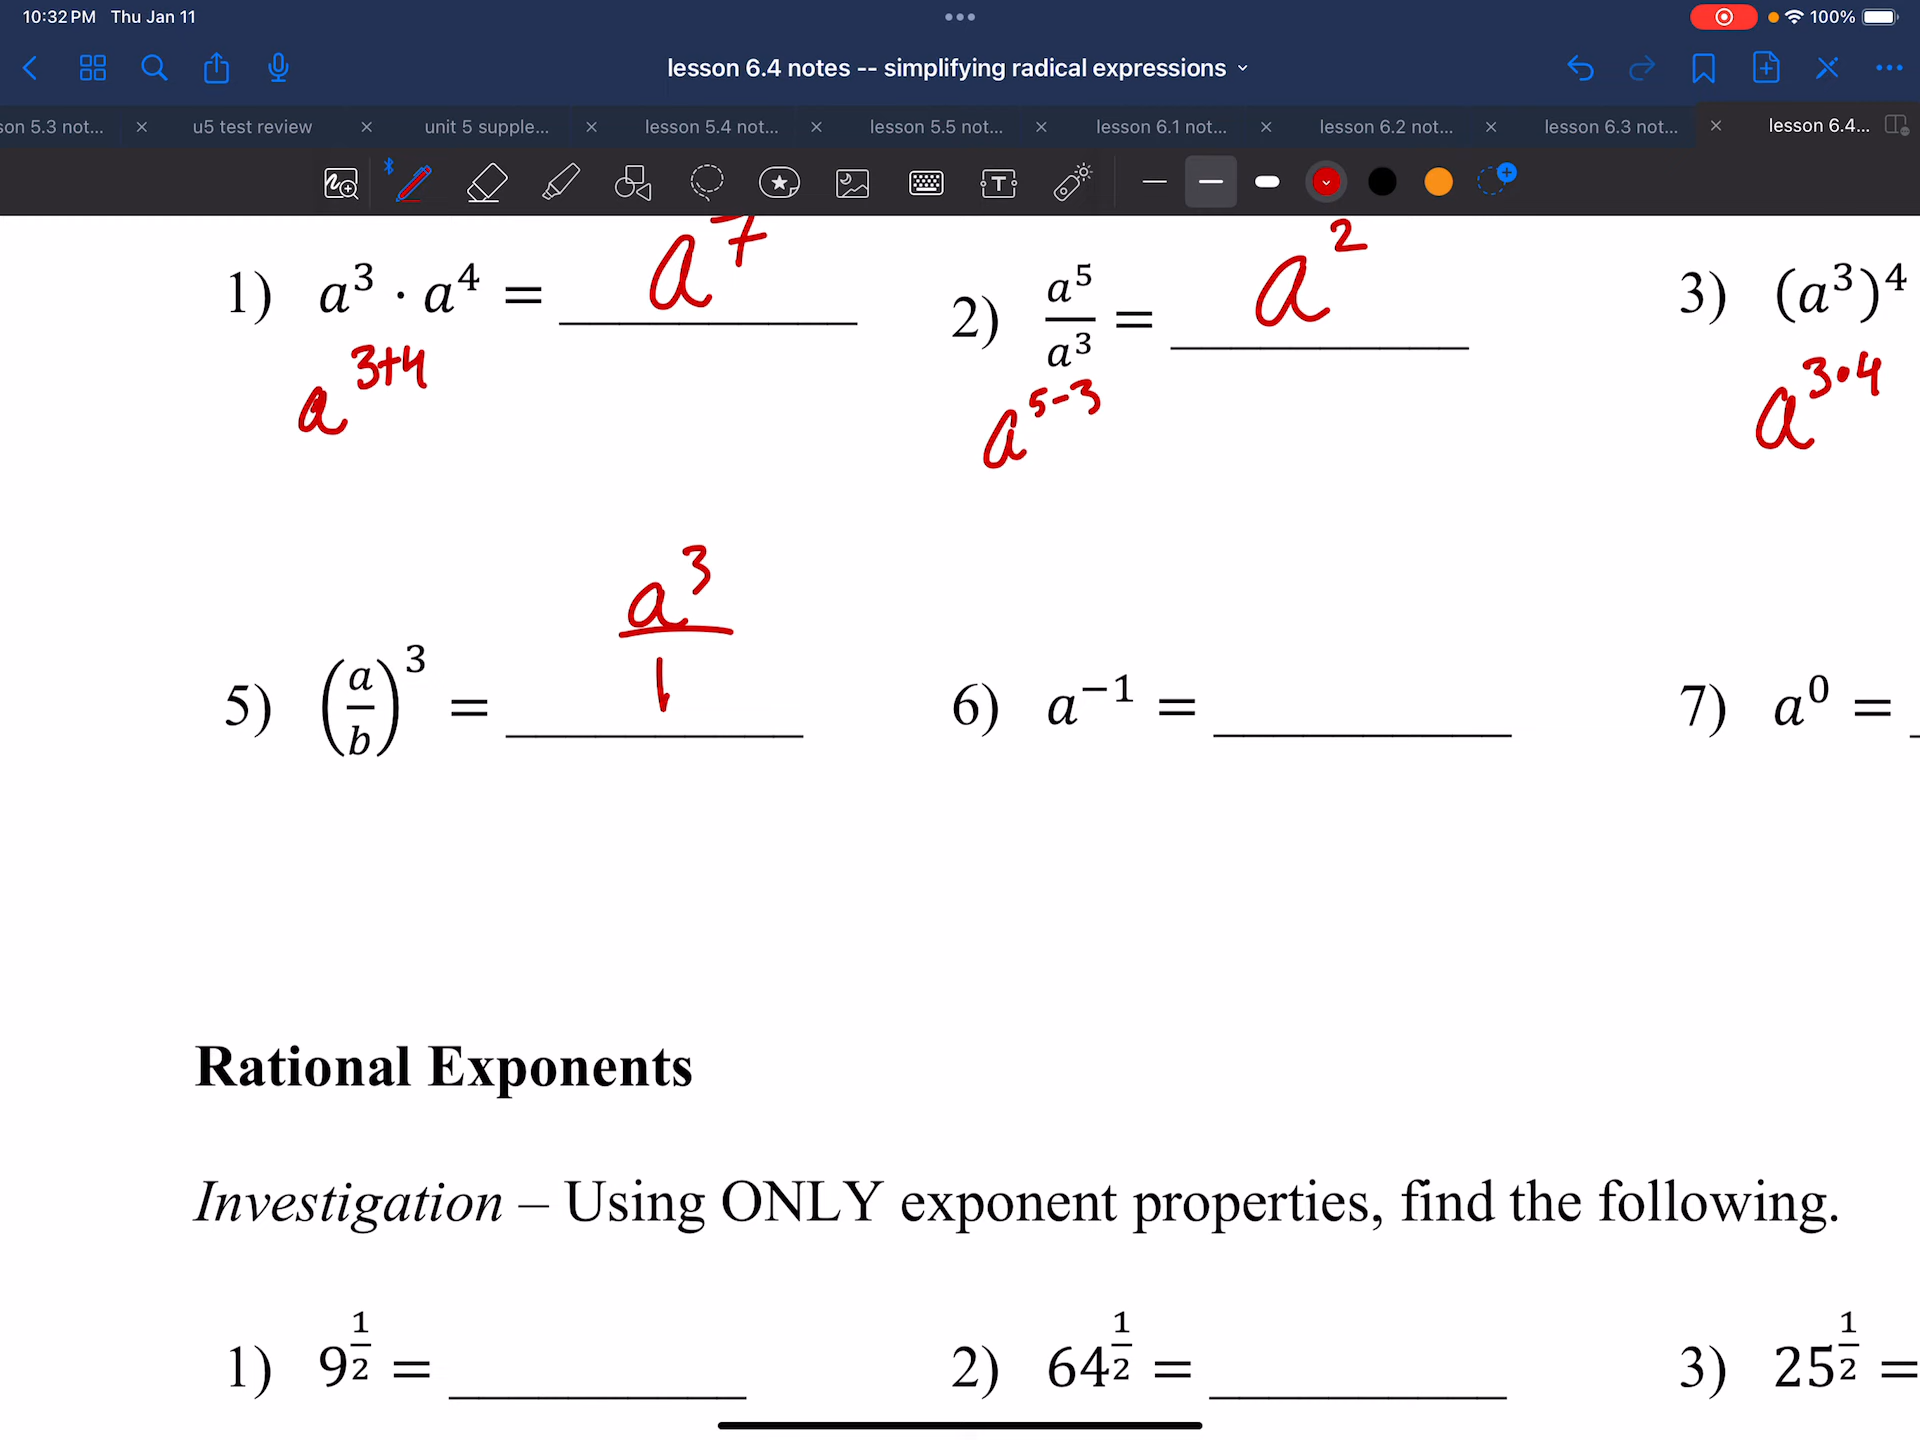 10:32 PM Thu Jan 11
100%
lesson 6.4 notes -- simplifying radical expressions
son 5.3 not... u5 test review unit 5 supple... lesson 5.4 not... lesson 5.5 not... lesson 6.1 not... lesson 6.2 not... lesson 6.3 not... lesson 6.4...
1) a³ · a⁴ = a⁷
a³⁺⁴
2) a⁵/a³ = a²
a⁵⁻³
3) (a³)⁴
a³•⁴
5) (a/b)³ = a³/
6) a⁻¹ =
7) a⁰ =
Rational Exponents
Investigation – Using ONLY exponent properties, find the following.
1) 9^(1/2) =
2) 64^(1/2) =
3) 25^(1/2) =